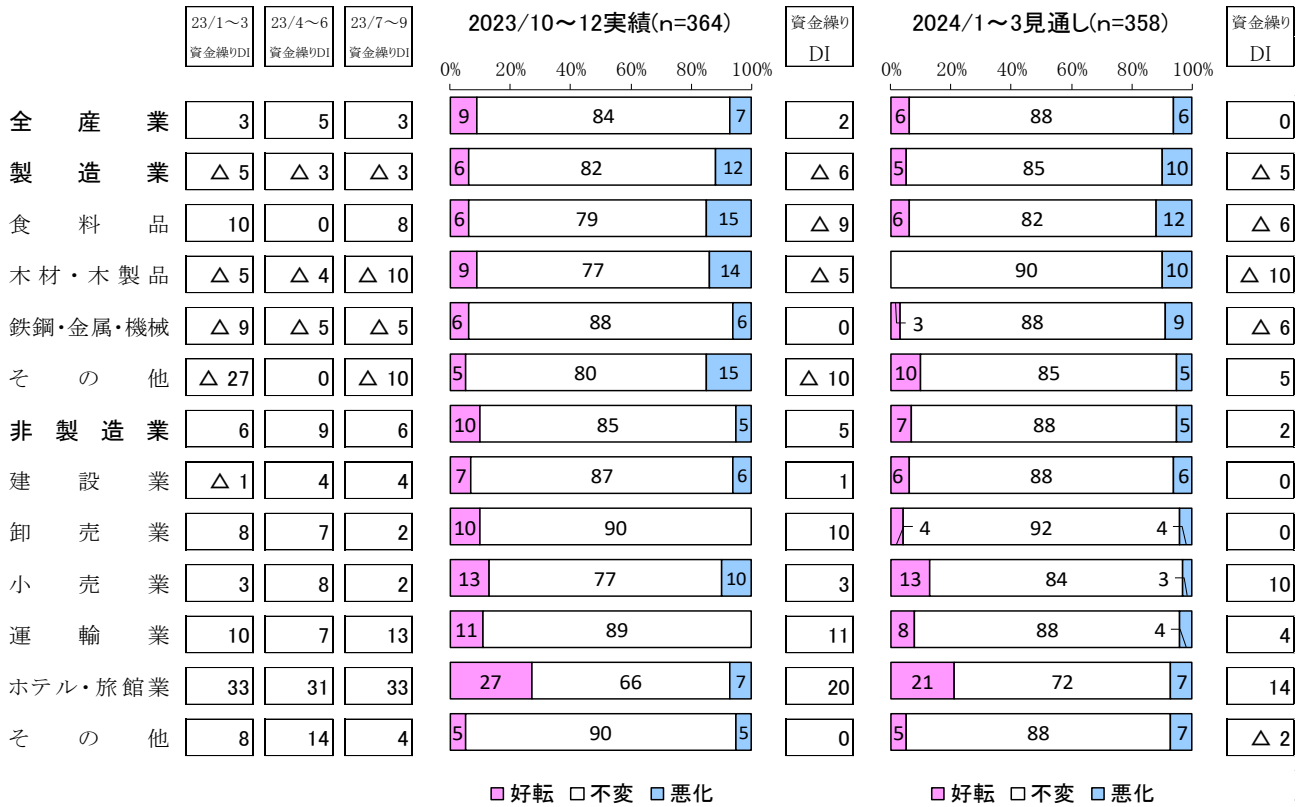 23/1～3 23/4～6 23/7～9 2023/10～12実績(n=364) 資金繰り 2024/1～3見通し(n=358) 資金繰り
資金繰りDI 資金繰りDI 資金繰りDI DI DI
0% 20% 40% 60% 80% 100% 0% 20% 40% 60% 80% 100%
全産業 3 5 3 9 84 7 2 6 88 6 0
製造業 △ 5 △ 3 △ 3 6 82 12 △ 6 5 85 10 △ 5
食料品 10 0 8 6 79 15 △ 9 6 82 12 △ 6
木材・木製品 △ 5 △ 4 △ 10 9 77 14 △ 5 90 10 △ 10
鉄鋼・金属・機械 △ 9 △ 5 △ 5 6 88 6 0 3 88 9 △ 6
その他 △ 27 0 △ 10 5 80 15 △ 10 10 85 5 5
非製造業 6 9 6 10 85 5 5 7 88 5 2
建設業 △ 1 4 4 7 87 6 1 6 88 6 0
卸売業 8 7 2 10 90 10 4 92 4 0
小売業 3 8 2 13 77 10 3 13 84 3 10
運輸業 10 7 13 11 89 11 8 88 4 4
ホテル・旅館業 33 31 33 27 66 7 20 21 72 7 14
その他 8 14 4 5 90 5 0 5 88 7 △ 2
好転 不変 悪化 好転 不変 悪化